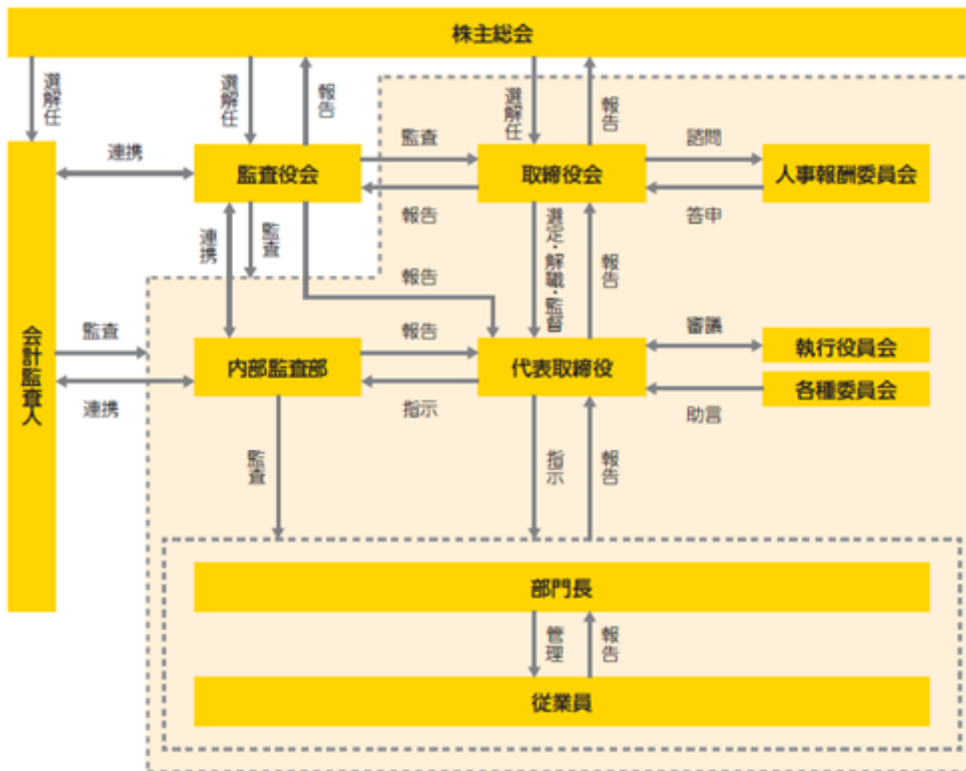 株主総会
選解任
選解任
報告
選解任
報告
連携
監査役会
監査
報告
取締役会
諮問
答申
人事報酬委員会
連携
監査
報告
選定・解職・監督
報告
会計監査人
監査
連携
内部監査部
報告
指示
代表取締役
審議
執行役員会
各種委員会
助言
監査
指示
報告
部門長
管理
報告
従業員